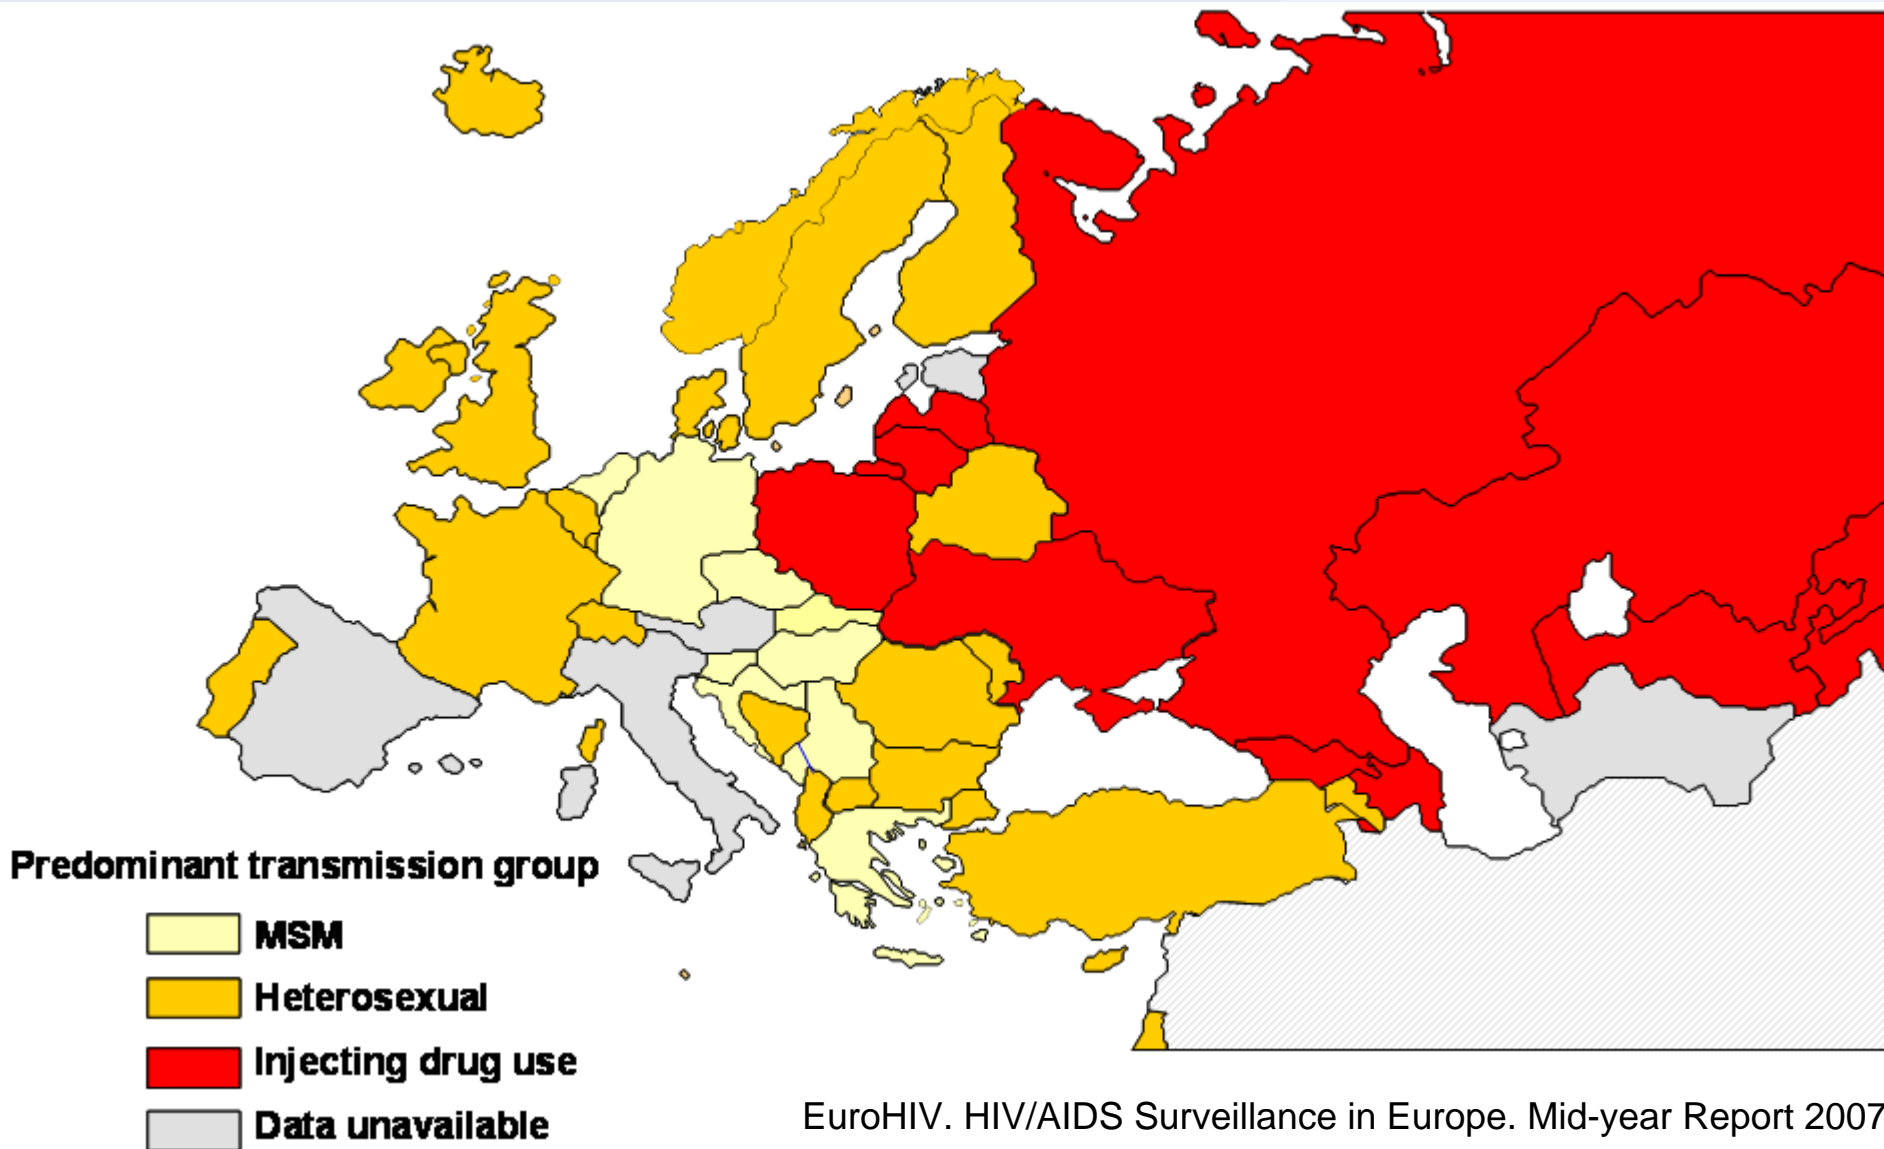 Predominant transmission group
MSM
Heterosexual
Injecting drug use
Data unavailable
EuroHIV. HIV/AIDS Surveillance in Europe. Mid-year Report 2007